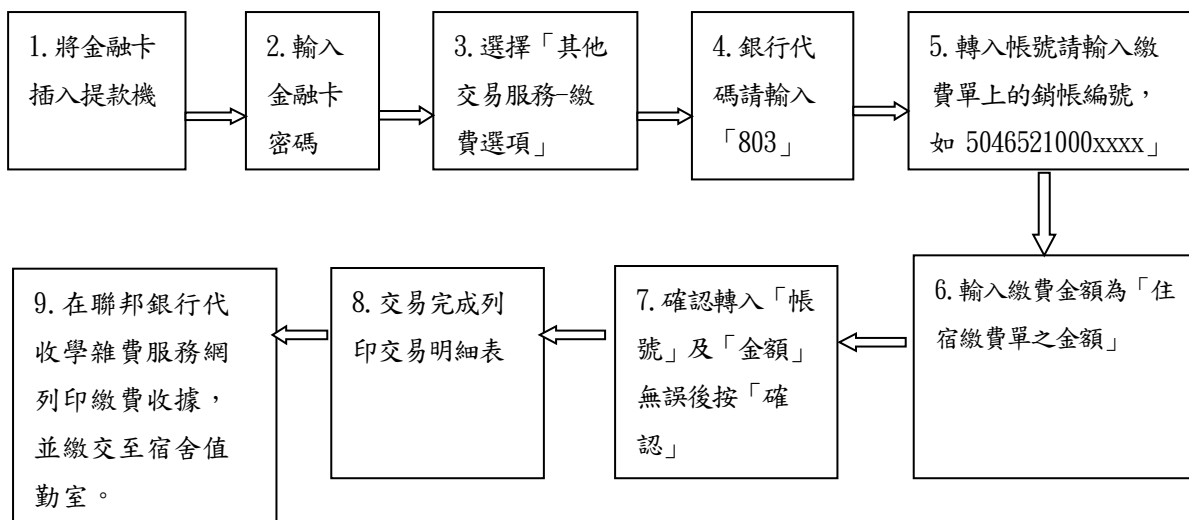 1.將金融卡
插入提款機
2.輸入
金融卡
密碼
3.選擇「其他
交易服務-繳
費選項」
4.銀行代
碼請輸入
「803」
5.轉入帳號請輸入繳
費單上的銷帳編號，
如 5046521000xxxx」
6.輸入繳費金額為「住
宿繳費單之金額」
7.確認轉入「帳
號」及「金額」
無誤後按「確
認」
8.交易完成列
印交易明細表
9.在聯邦銀行代
收學雜費服務網
列印繳費收據，
並繳交至宿舍值
勤室。